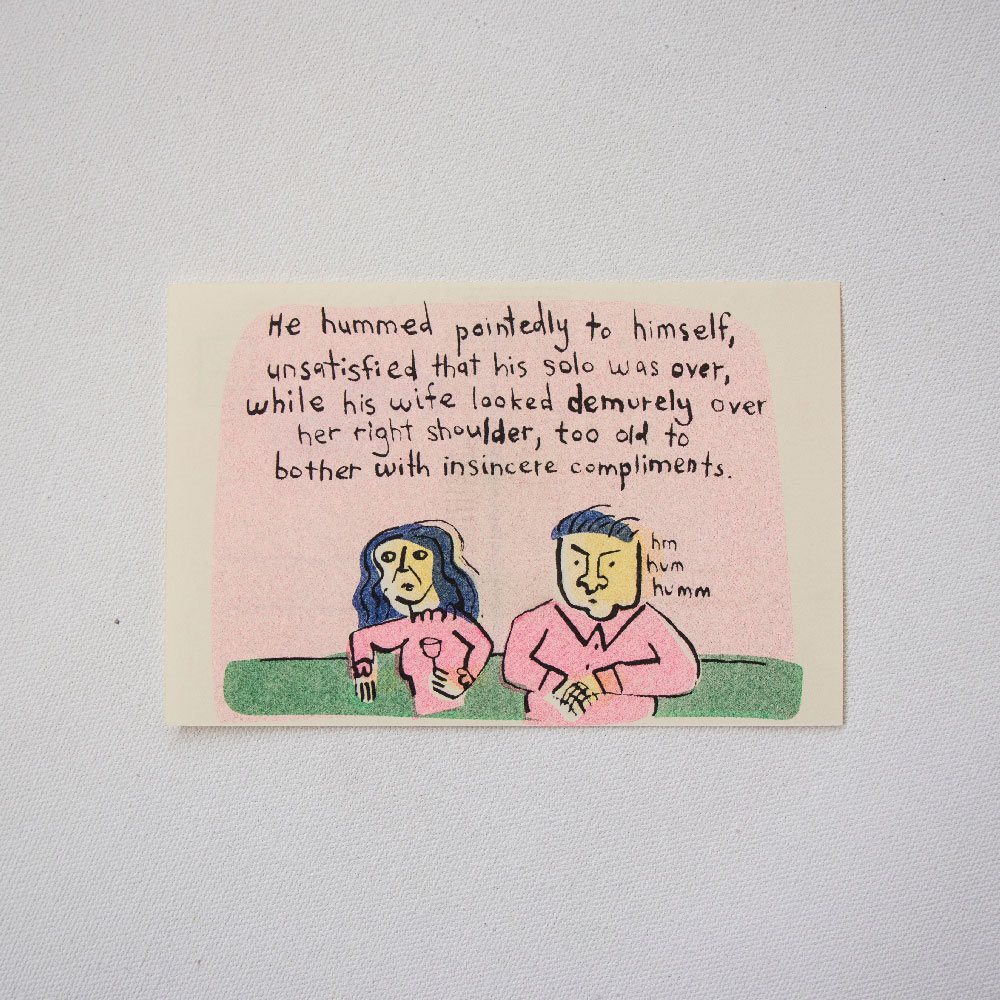 He hummed pointedly to himself,
unsatisfied that his solo was over,
while his wife looked demurely over
her right shoulder, too old to
bother with insincere compliments.
hm
hum
humm